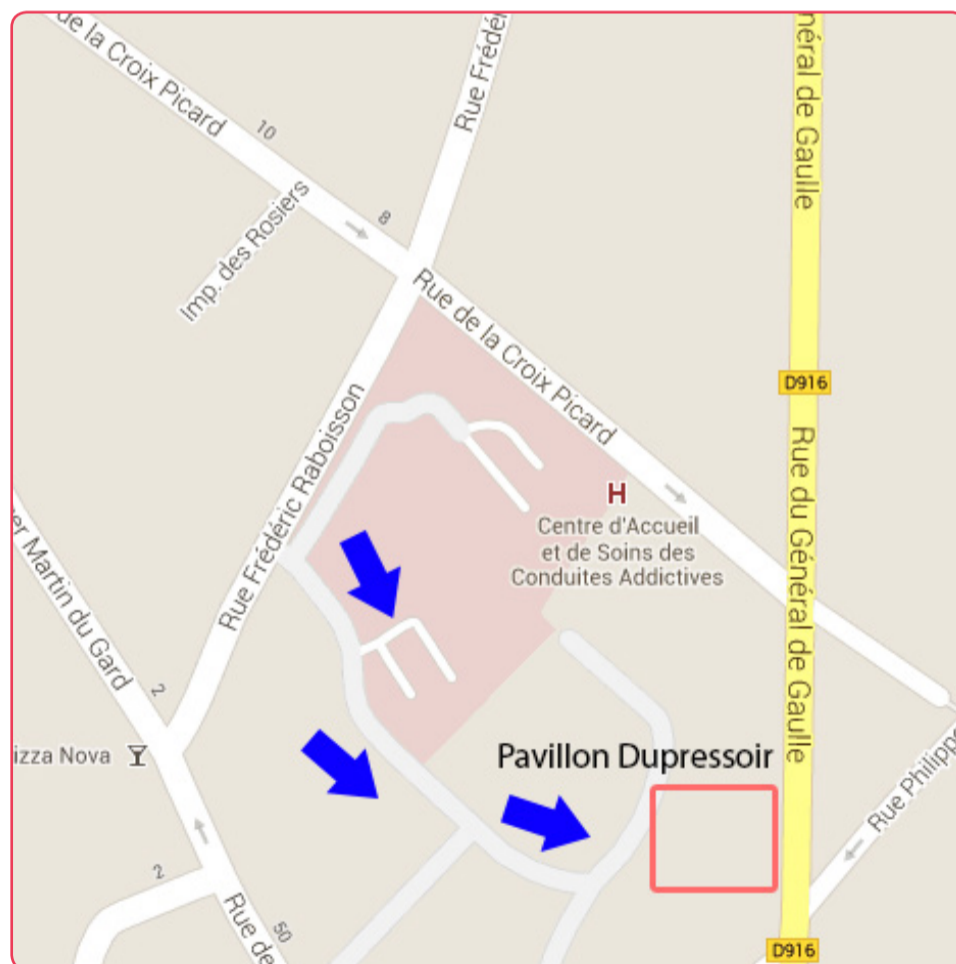 de la Croix Picard
10
Rue Frédér
néral de Gaulle
Imp. des Rosiers
8
Rue de la Croix Picard
D916
Rue Frédéric Raboisson
Rue du Général de Gaulle
H
Centre d'Accueil
et de Soins des
Conduites Addictives
er Martin du Gard
2
izza Nova
Pavillon Dupressoir
Rue Philippe
2
Rue de
50
D916